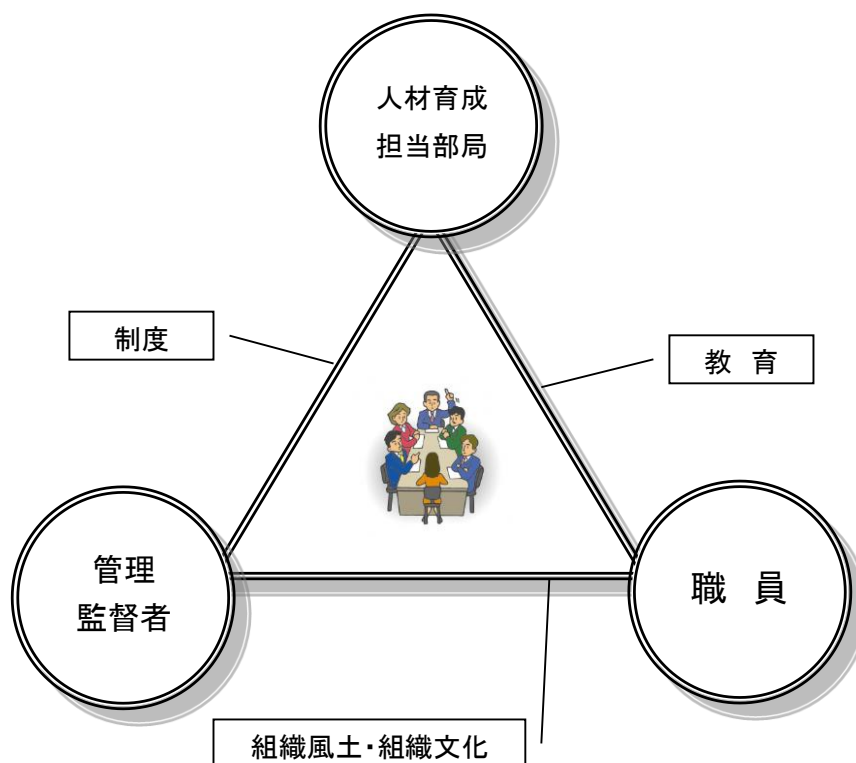 人材育成
担当部局
制度
教 育
管理
監督者
職 員
組織風土・組織文化